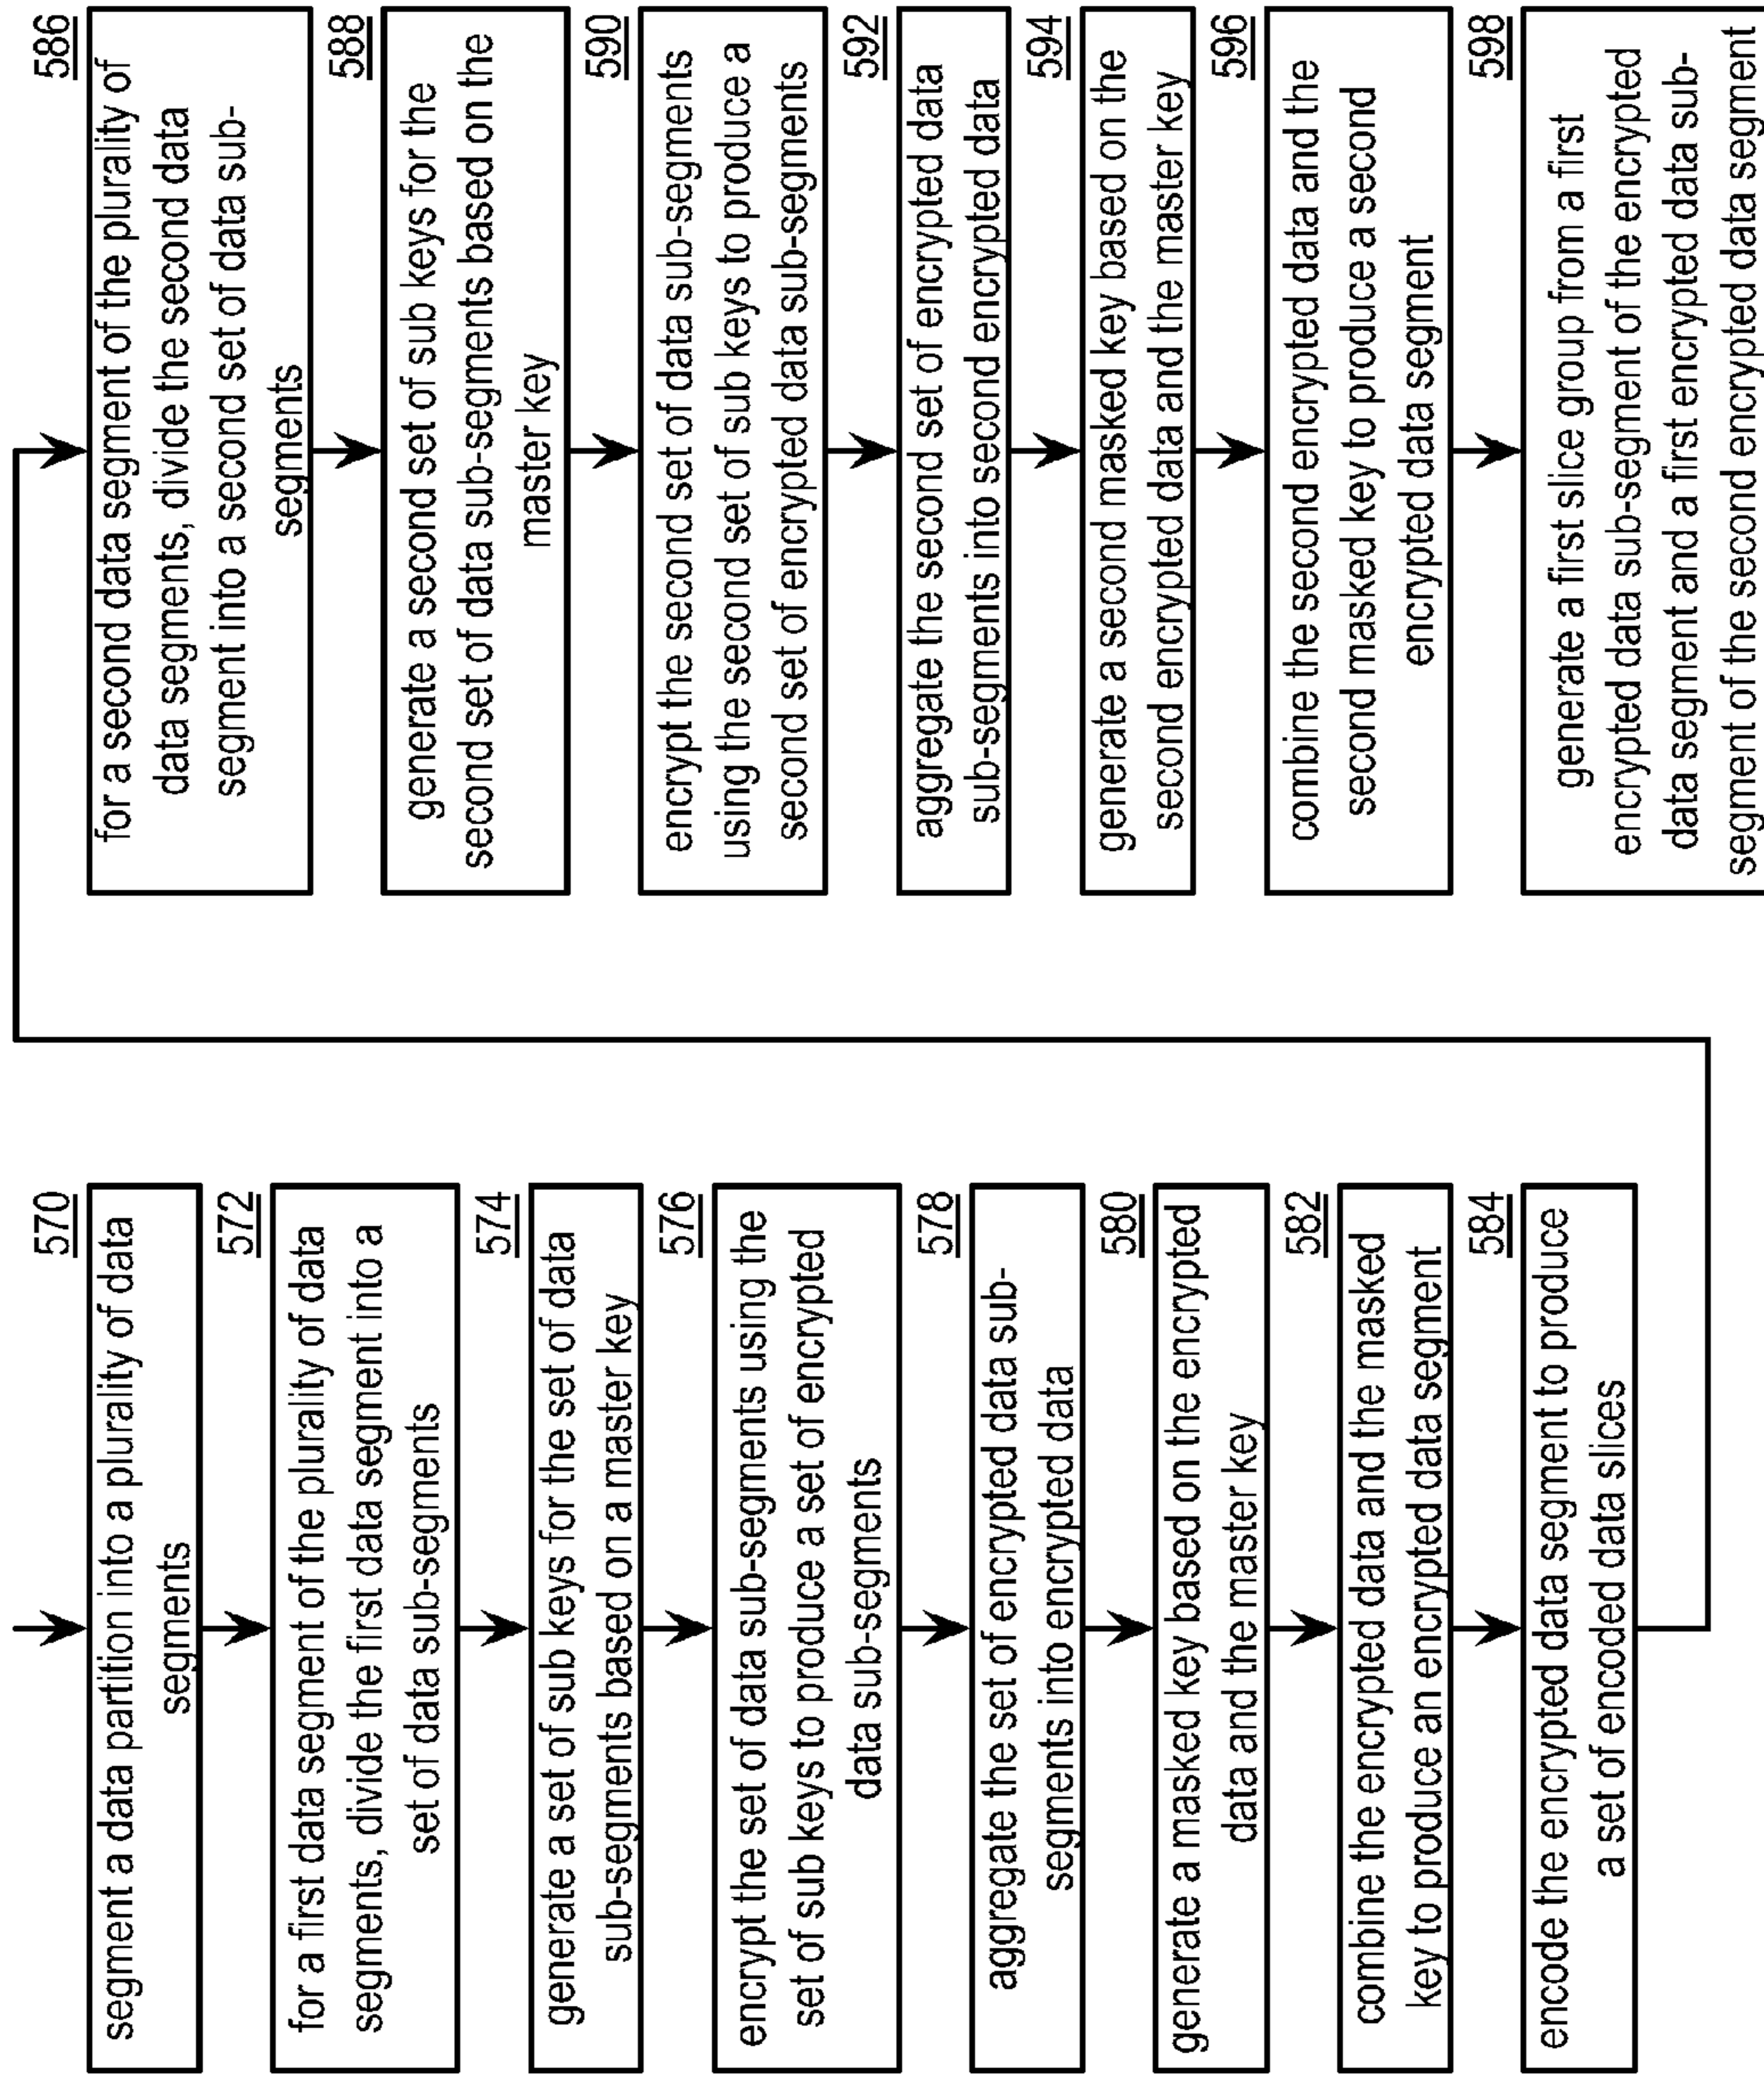 570
segment a data partition into a plurality of data
segments
572
for a first data segment of the plurality of data
segments, divide the first data segment into a
set of data sub-segments
574
generate a set of sub keys for the set of data
sub-segments based on a master key
576
encrypt the set of data sub-segments using the
set of sub keys to produce a set of encrypted
data sub-segments
578
aggregate the set of encrypted data sub-
segments into encrypted data
580
generate a masked key based on the encrypted
data and the master key
582
combine the encrypted data and the masked
key to produce an encrypted data segment
584
encode the encrypted data segment to produce
a set of encoded data slices
586
for a second data segment of the plurality of
data segments, divide the second data
segment into a second set of data sub-
segments
588
generate a second set of sub keys for the
second set of data sub-segments based on the
master key
590
encrypt the second set of data sub-segments
using the second set of sub keys to produce a
second set of encrypted data sub-segments
592
aggregate the second set of encrypted data
sub-segments into second encrypted data
594
generate a second masked key based on the
second encrypted data and the master key
596
combine the second encrypted data and the
second masked key to produce a second
encrypted data segment
598
generate a first slice group from a first
encrypted data sub-segment of the encrypted
data segment and a first encrypted data sub-
segment of the second encrypted data segment